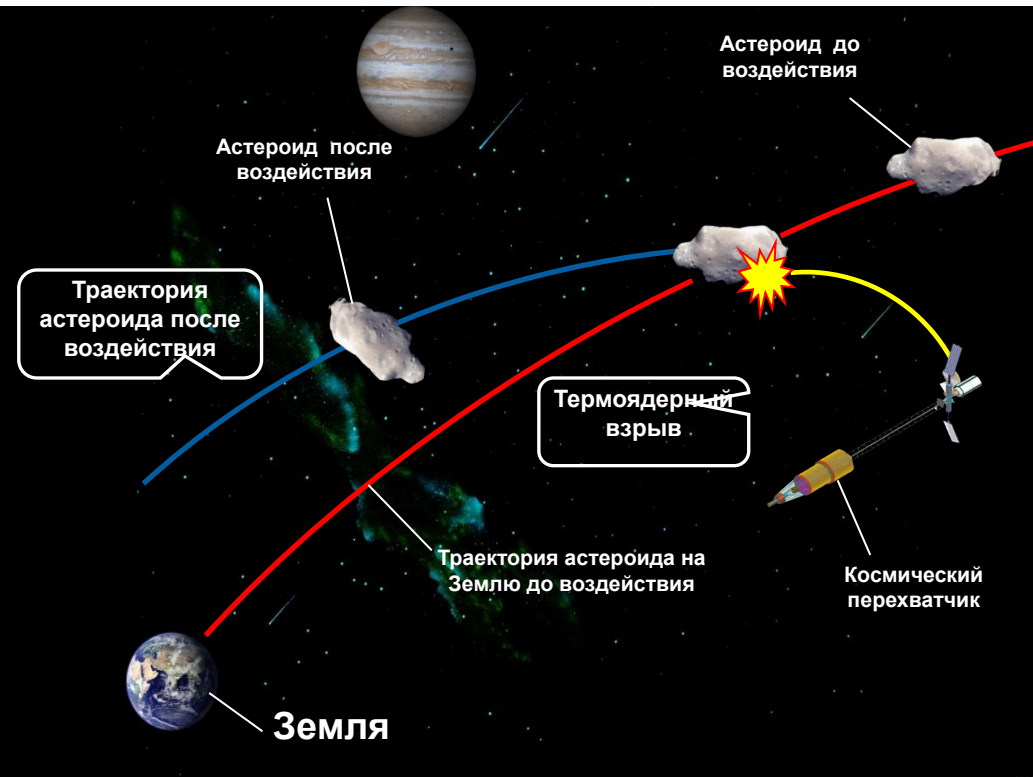 Астероид до
воздействия
Астероид после
воздействия
Траектория
астероида после
воздействия
Термоядерный
взрыв
Траектория астероида на
Землю до воздействия
Космический
перехватчик
Земля